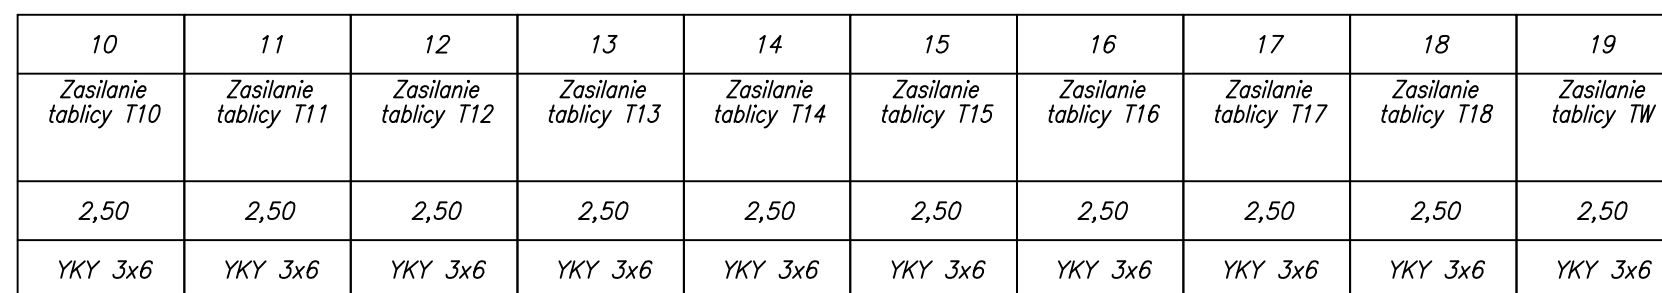 10 11 12 13 14 15 16 17 18 19
Zasilanie Zasilanie Zasilanie Zasilanie Zasilanie Zasilanie Zasilanie Zasilanie Zasilanie Zasilanie
tablicy T10 tablicy T11 tablicy T12 tablicy T13 tablicy T14 tablicy T15 tablicy T16 tablicy T17 tablicy T18 tablicy TW
2,50 2,50 2,50 2,50 2,50 2,50 2,50 2,50 2,50 2,50
YKY 3x6 YKY 3x6 YKY 3x6 YKY 3x6 YKY 3x6 YKY 3x6 YKY 3x6 YKY 3x6 YKY 3x6 YKY 3x6